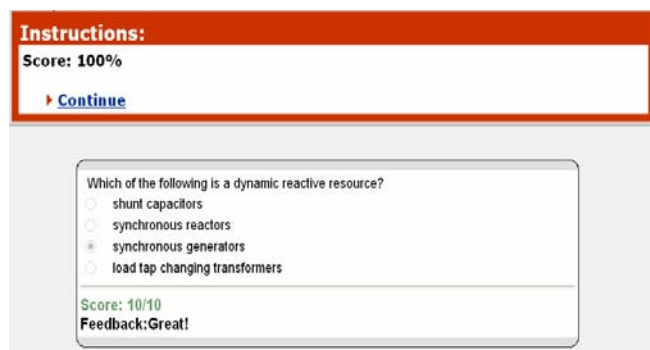 Instructions:
Score: 100%
Continue
Which of the following is a dynamic reactive resource?
shunt capacitors
synchronous reactors
synchronous generators
load tap changing transformers
Score: 10/10
Feedback:Great!